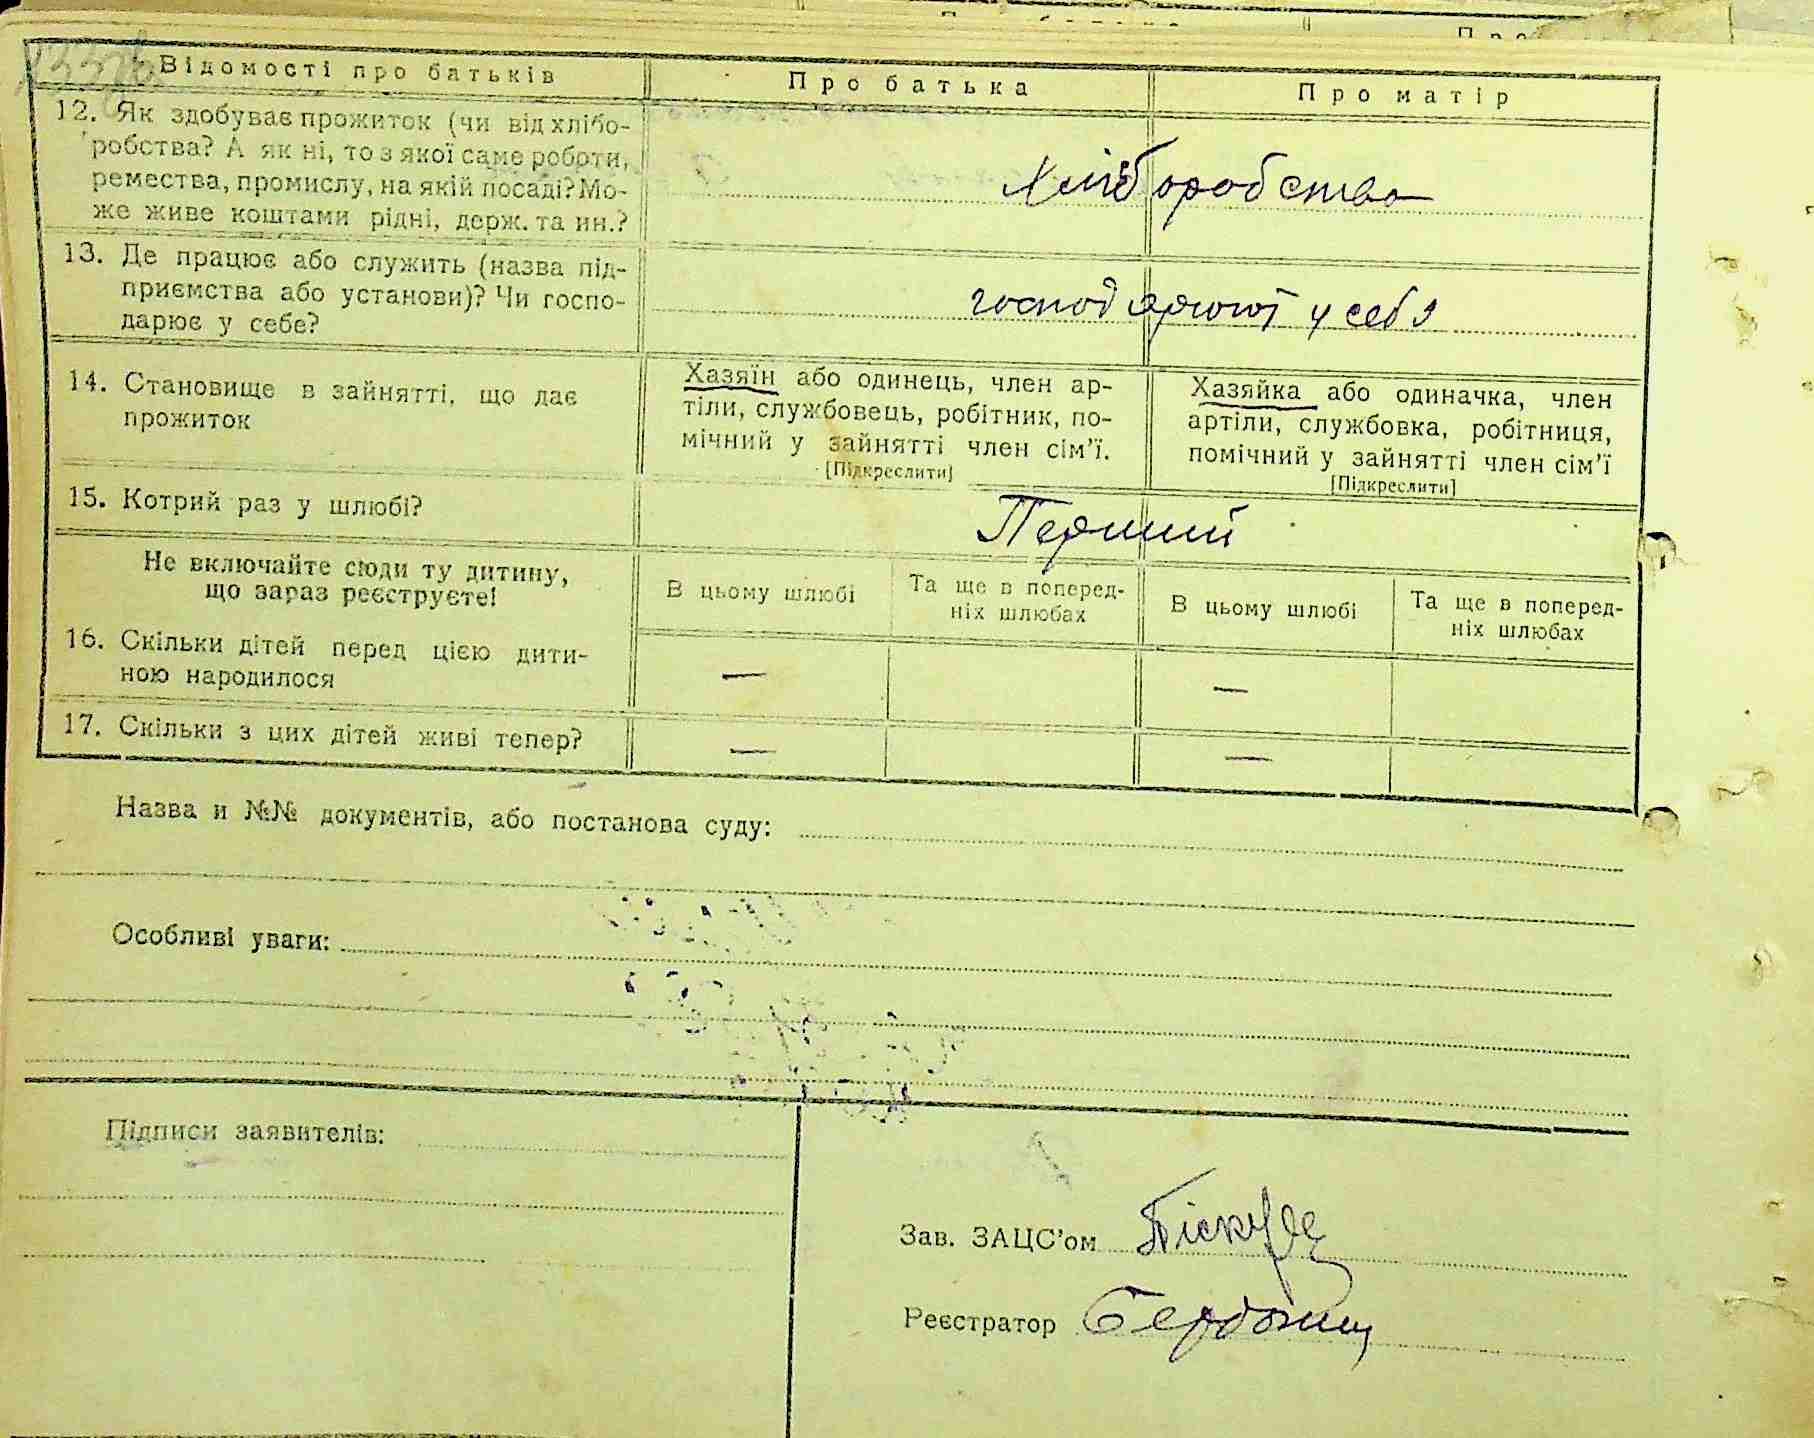 Відомості про батьків
Про батька
Про матір
12. Як здобуває прожиток (чи від хлібо-
робства? А як ні, то з якої саме роботи,
ремества, промислу, на якій посаді? Мо-
же живе коштами рідні, держ. та ин.?
хліборобство
13. Де працює або служить (назва під-
приємства або установи)? Чи госпо-
дарює у себе?
господарюют у себя
14. Становище в зайнятті, що дає
прожиток
Хазяїн або одинець, член ар-
тіли, службовець, робітник, по-
мічний у зайнятті член сім’ї.
[Підкреслити]
Хазяйка або одиначка, член
артіли, службовка, робітниця,
помічний у зайнятті член сім’ї
[Підкреслити]
15. Котрий раз у шлюбі?
Перший
Не включайте сюди ту дитину,
що зараз реєструєте!
В цьому шлюбі
Та ще в поперед-
ніх шлюбах
В цьому шлюбі
Та ще в поперед-
ніх шлюбах
16. Скільки дітей перед цією дити-
ною народилося
—
—
17. Скільки з цих дітей живі тепер?
—
—
Назва и №№ документів, або постанова суду:
Особливі уваги:
Підписи заявителів:
Зав. ЗАЦС’ом
Реєстратор